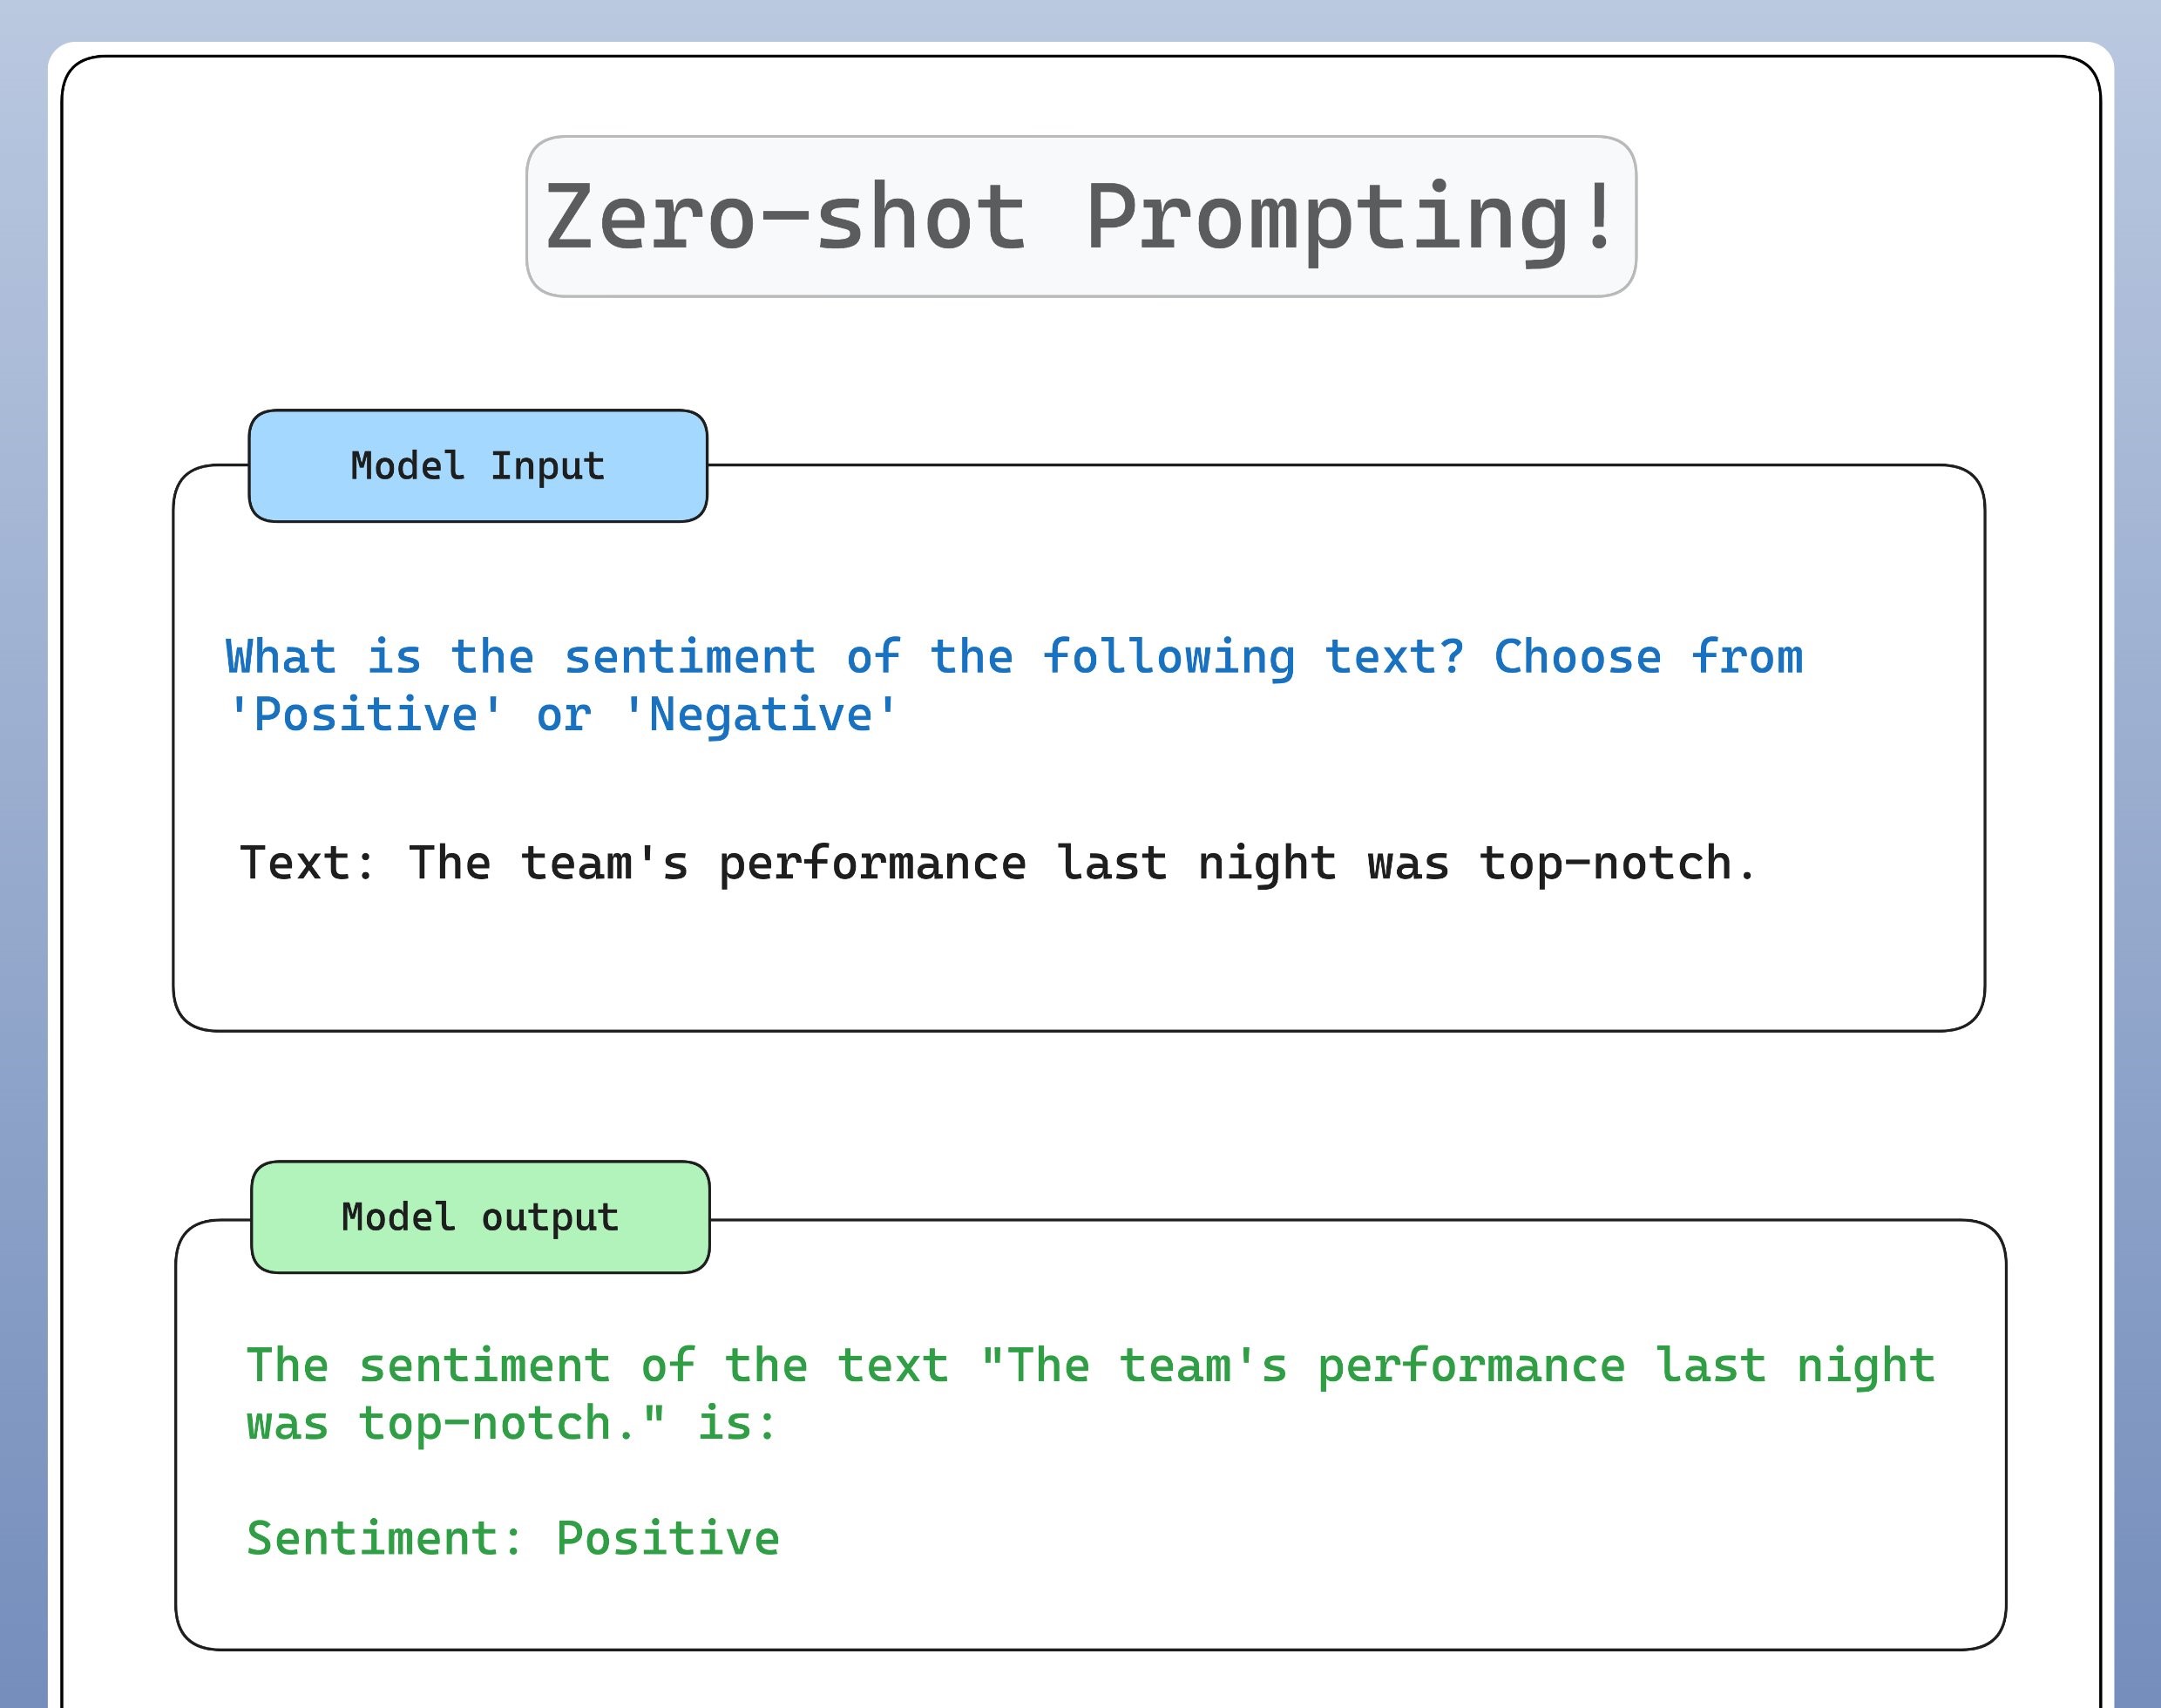 Zero-shot Prompting!
Model Input
What is the sentiment of the following text? Choose from
'Positive' or 'Negative'
Text: The team's performance last night was top-notch.
Model output
The sentiment of the text "The team's performance last night
was top-notch." is:
Sentiment: Positive